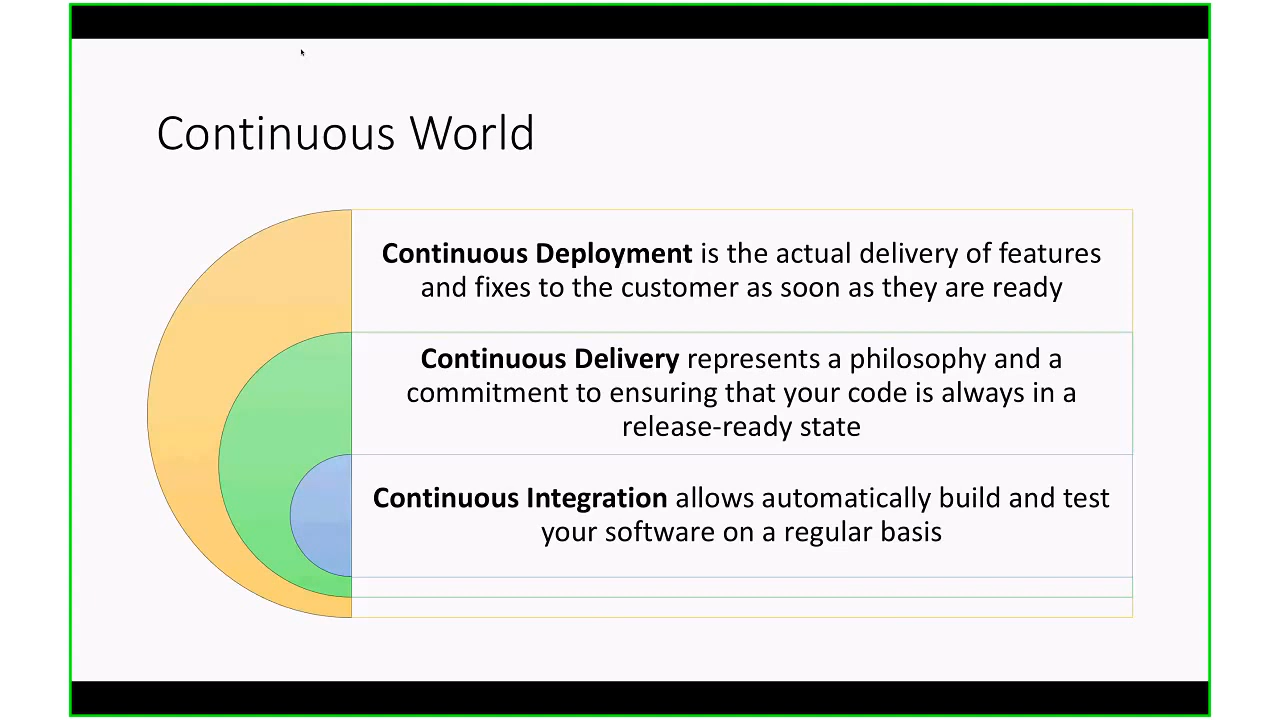 Continuous World
Continuous Deployment is the actual delivery of features
and fixes to the customer as soon as they are ready
Continuous Delivery represents a philosophy and a
commitment to ensuring that your code is always in a
release-ready state
Continuous Integration allows automatically build and test
your software on a regular basis